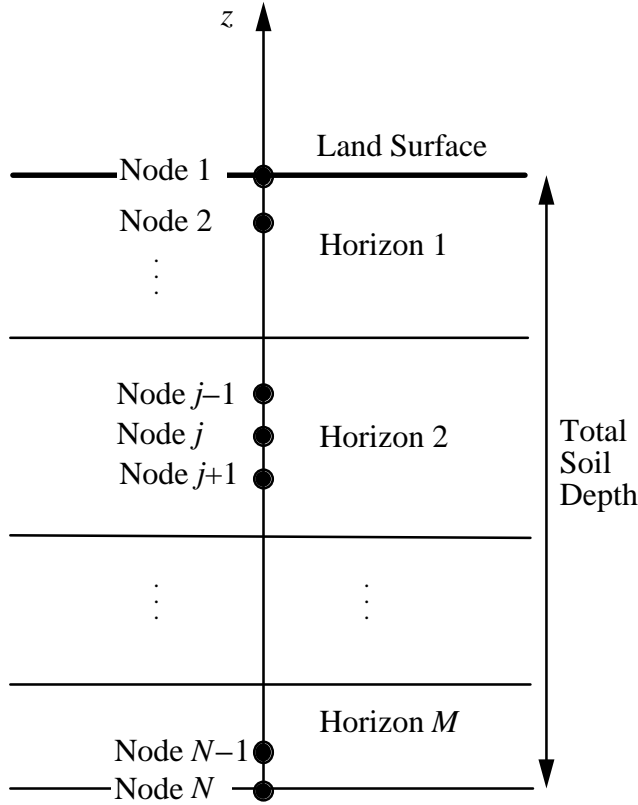 z
Land Surface
Node 1
Node 2
Horizon 1
⋮
Node j–1
Node j
Horizon 2
Node j+1
Total
Soil
Depth
⋮ ⋮
Horizon M
Node N–1
Node N